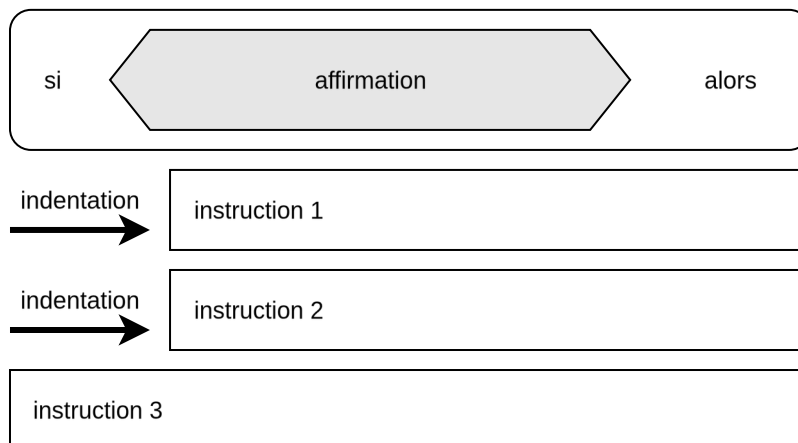 si affirmation alors
indentation
instruction 1
indentation
instruction 2
instruction 3